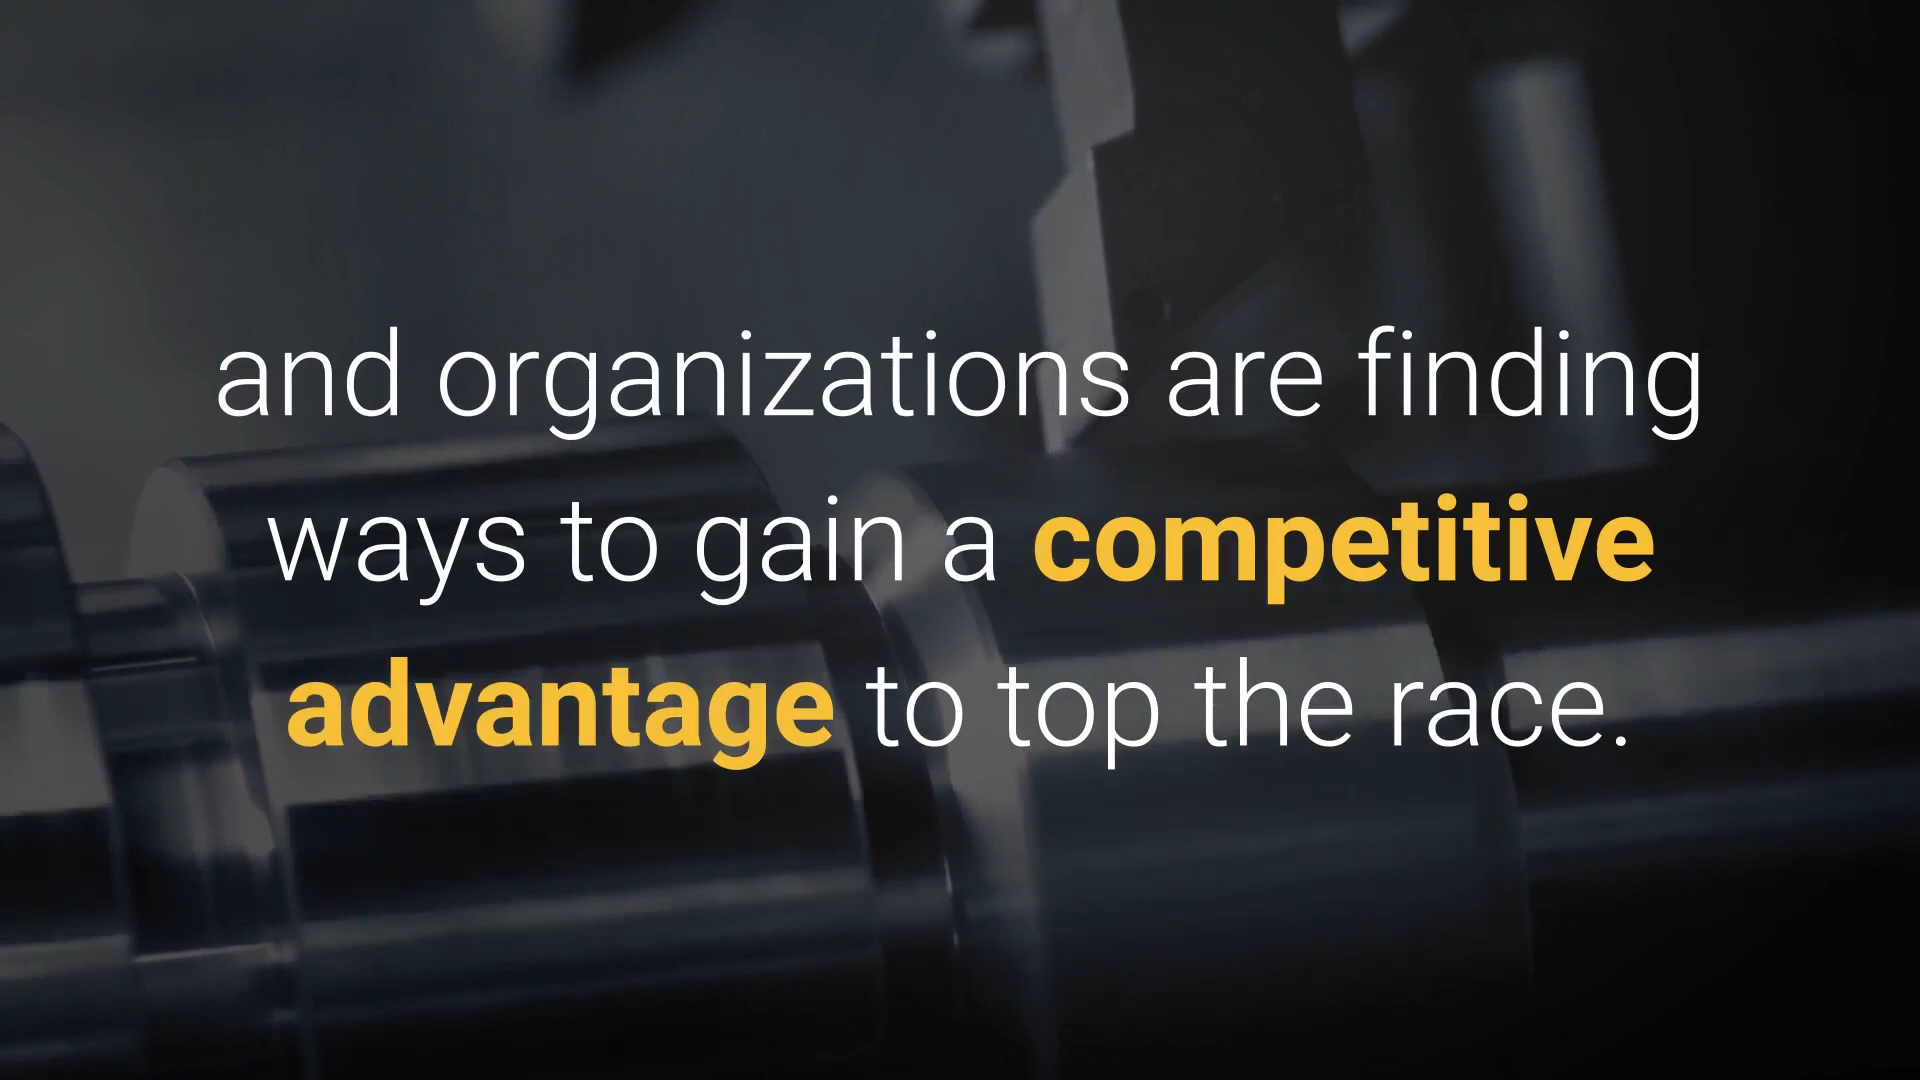 and organizations are finding
ways to gain a competitive
advantage to top the race.